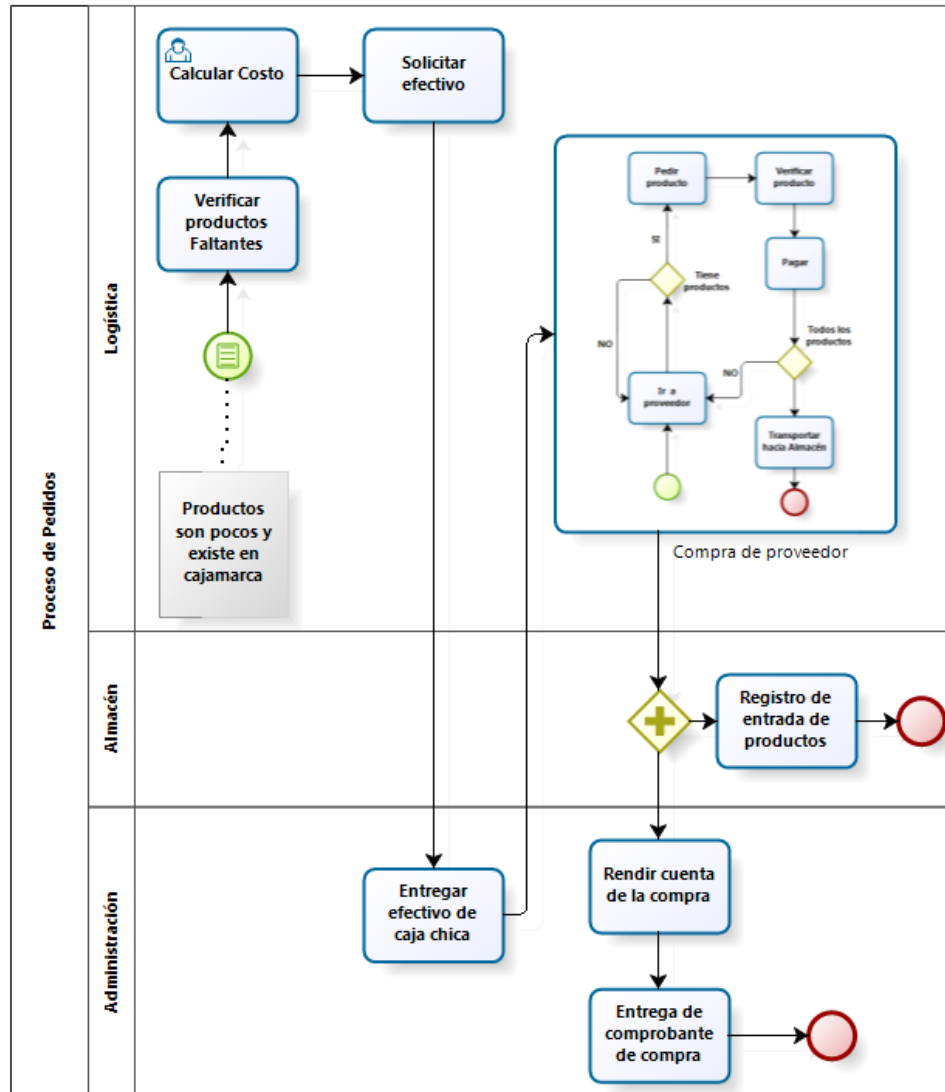 Proceso de Pedidos
Logística
Calcular Costo
Solicitar
efectivo
Verificar
productos
Faltantes
Productos
son pocos y
existe en
cajamarca
Pedir
producto
Verificar
producto
SI
Tiene
productos
Pagar
NO
Todos los
productos
NO
Ir a
proveedor
Transportar
hacia Almacén
Compra de proveedor
Almacén
Registro de
entrada de
productos
Administración
Entregar
efectivo de
caja chica
Rendir cuenta
de la compra
Entrega de
comprobante
de compra